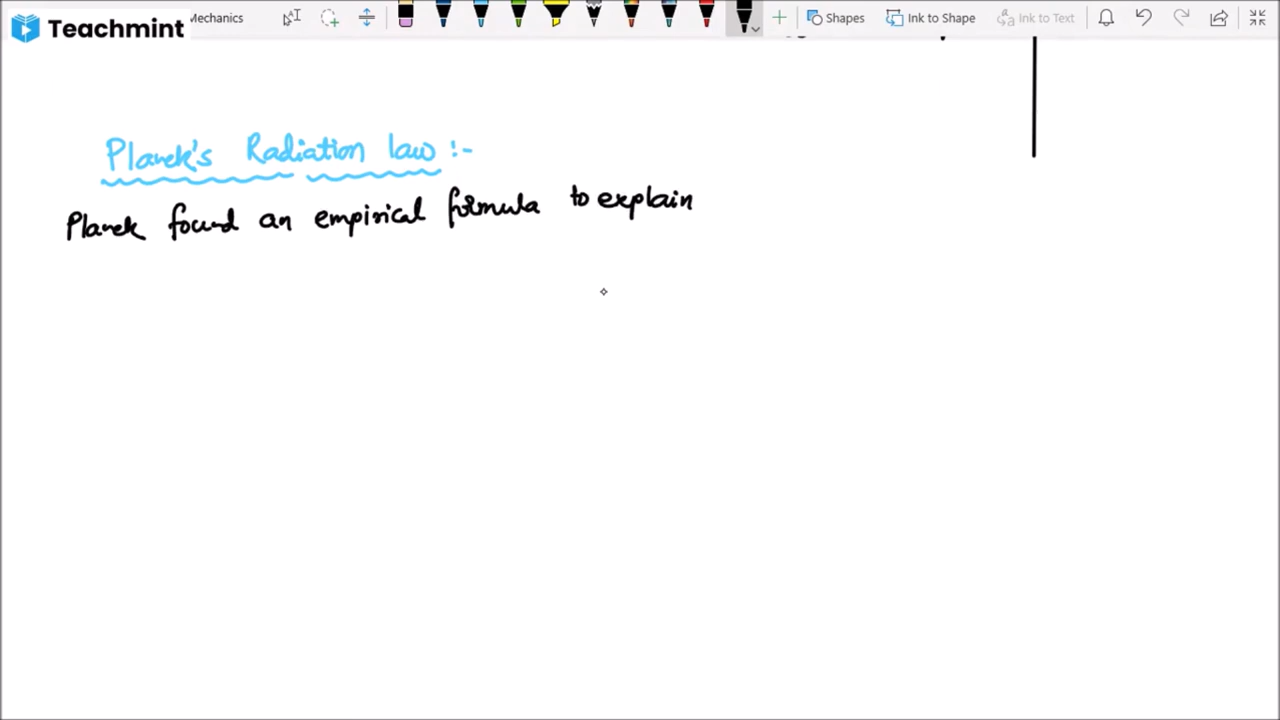 Mechanics
Shapes
Ink to Shape
Ink to Text
Teachmint
Planck's Radiation law :-
Planck found an empirical formula to explain